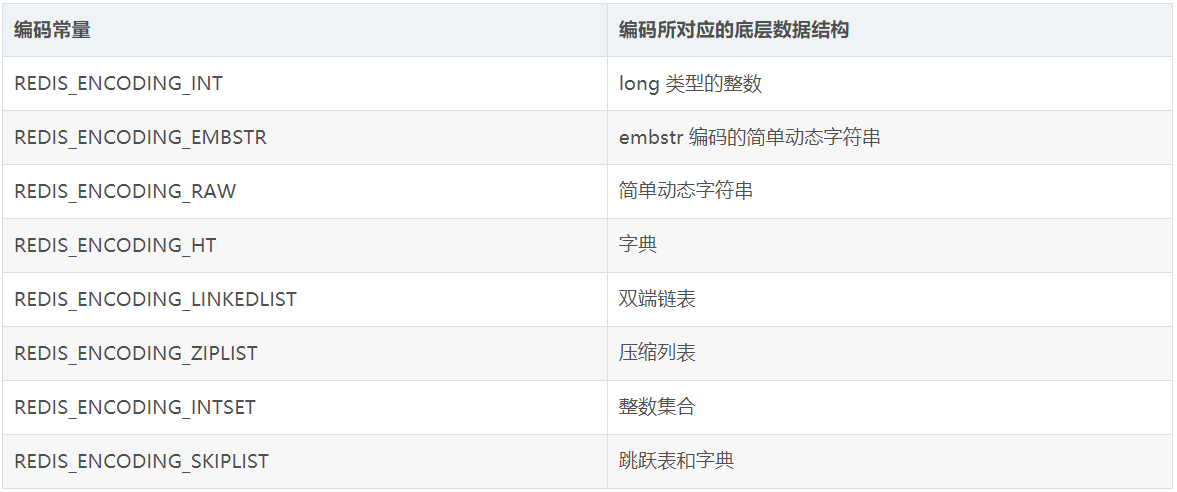 编码常量 编码所对应的底层数据结构
REDIS_ENCODING_INT long 类型的整数
REDIS_ENCODING_EMBSTR embstr 编码的简单动态字符串
REDIS_ENCODING_RAW 简单动态字符串
REDIS_ENCODING_HT 字典
REDIS_ENCODING_LINKEDLIST 双端链表
REDIS_ENCODING_ZIPLIST 压缩列表
REDIS_ENCODING_INTSET 整数集合
REDIS_ENCODING_SKIPLIST 跳跃表和字典